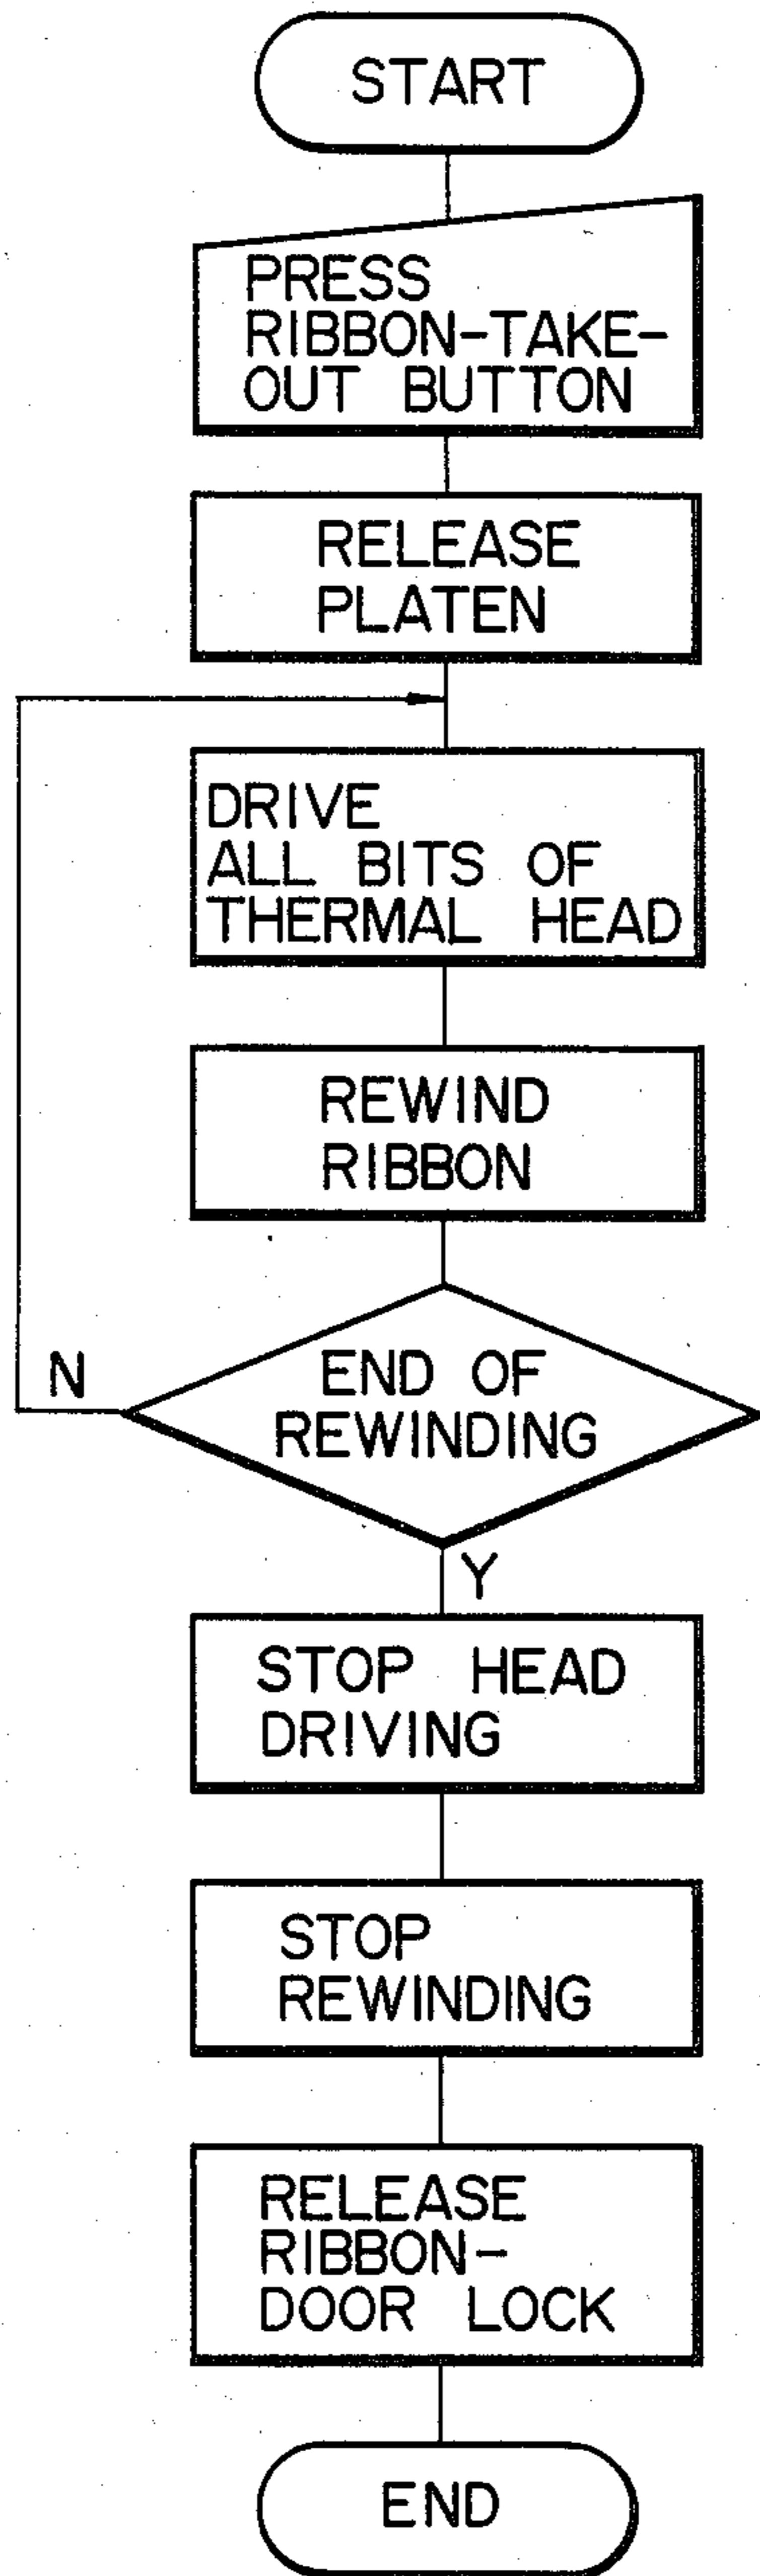 START
PRESS
RIBBON-TAKE-
OUT BUTTON
RELEASE
PLATEN
DRIVE
ALL BITS OF
THERMAL HEAD
REWIND
RIBBON
END OF
REWINDING
N
Y
STOP HEAD
DRIVING
STOP
REWINDING
RELEASE
RIBBON-
DOOR LOCK
END